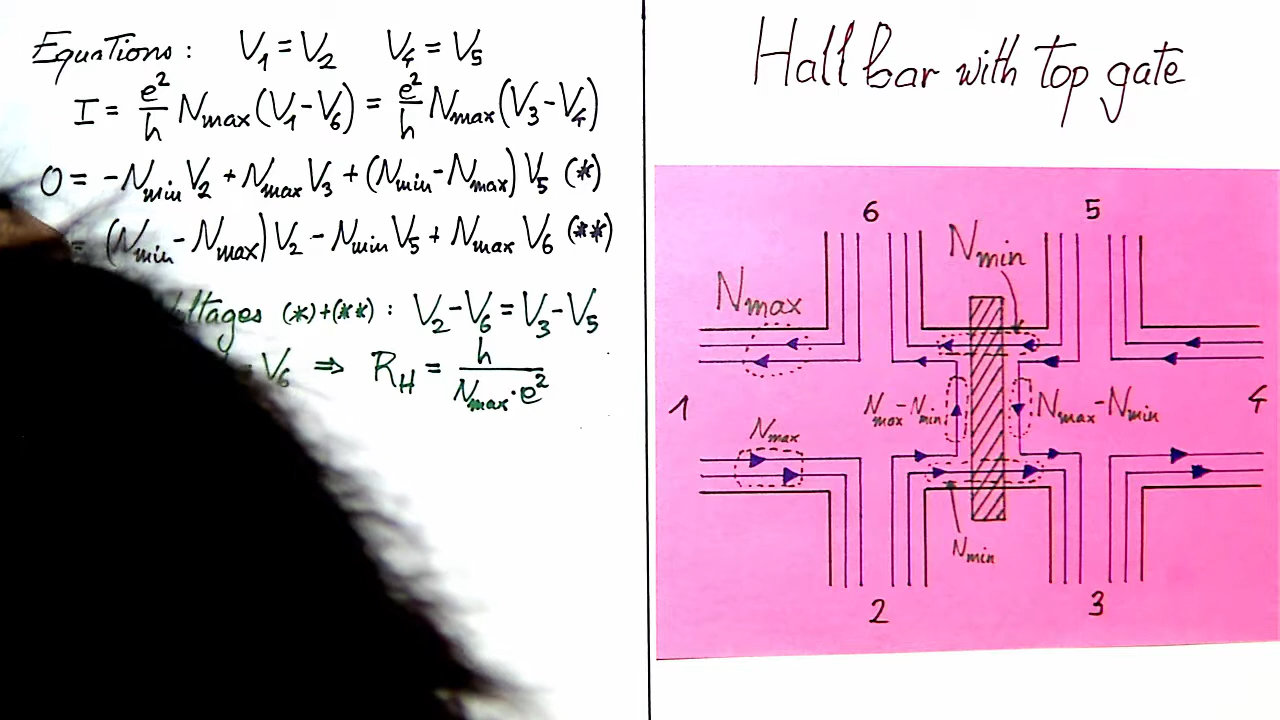 Equations : V₁ = V₂ V₄ = V₅
I = e²/h Nmax (V₁ - V₆) = e²/h Nmax (V₃ - V₄)
0 = -Nmin V₂ + Nmax V₃ + (Nmin - Nmax) V₅ (*)
= (Nmin - Nmax) V₂ - Nmin V₅ + Nmax V₆ (**)
(*)+(**) : V₂ - V₆ = V₃ - V₅
V₆ ⇒ R_H = h/(Nmax · e²)
Hall bar with top gate
6 5
Nmin
Nmax
1 Nmax-Nmin Nmax-Nmin 4
Nmax
Nmin
2 3